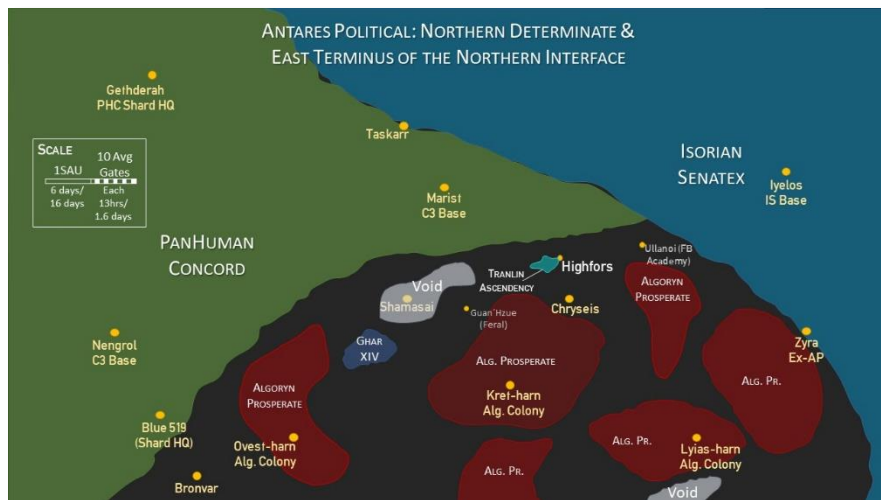 ANTARES POLITICAL: NORTHERN DETERMINATE &
EAST TERMINUS OF THE NORTHERN INTERFACE
Gethderah
PHC Shard HQ
Taskarr
SCALE
1SAU
10 Avg
Gates
6 days/
16 days
Each
13hrs/
1.6 days
ISORIAN
SENATEX
Iyelos
IS Base
Marist
C3 Base
PANHUMAN
CONCORD
Ullanoi (FB
Academy)
Highfors
TRANLIN
ASCENDENCY
Void
Shamasai
ALGORYN
PROSPERATE
Chryseis
Guan'Hzue
(Feral)
Nengrol
C3 Base
GHAR
XIV
Zyra
Ex-AP
ALG. PROSPERATE
ALGORYN
PROSPERATE
Kret-harn
Alg. Colony
ALG. PR.
Blue 519
(Shard HQ)
Ovest-harn
Alg. Colony
ALG. PR.
Lyias-harn
Alg. Colony
ALG. PR.
Bronvar
Void